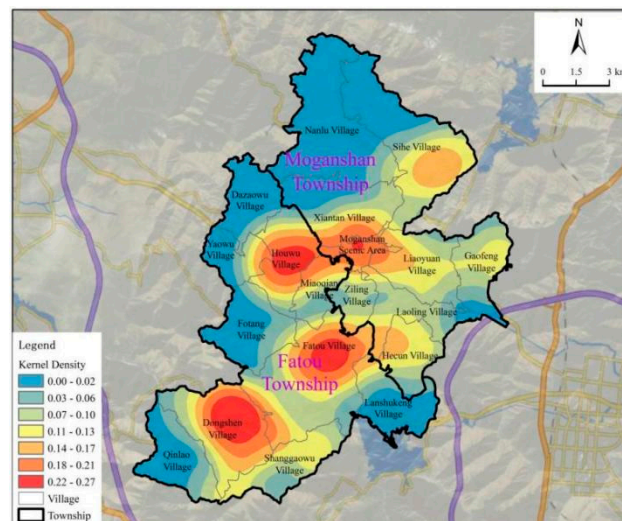 N
0 1.5 3 km
Nanlu Village
Sihe Village
Moganshan
Township
Dazaowu
Village
Xiantan Village
Yaowu
Village
Houwu
Village
Moganshan
Scenic Area
Liaoyuan
Village
Gaofeng
Village
Miaoqian
Village
Ziling
Village
Laoling Village
Fotang
Village
Fatou Village
Hecun Village
Fatou
Township
Lanshukeng
Village
Dongshen
Village
Qinlao
Village
Shanggaowu
Village
Legend
Kernel Density
0.00 - 0.02
0.03 - 0.06
0.07 - 0.10
0.11 - 0.13
0.14 - 0.17
0.18 - 0.21
0.22 - 0.27
Village
Township